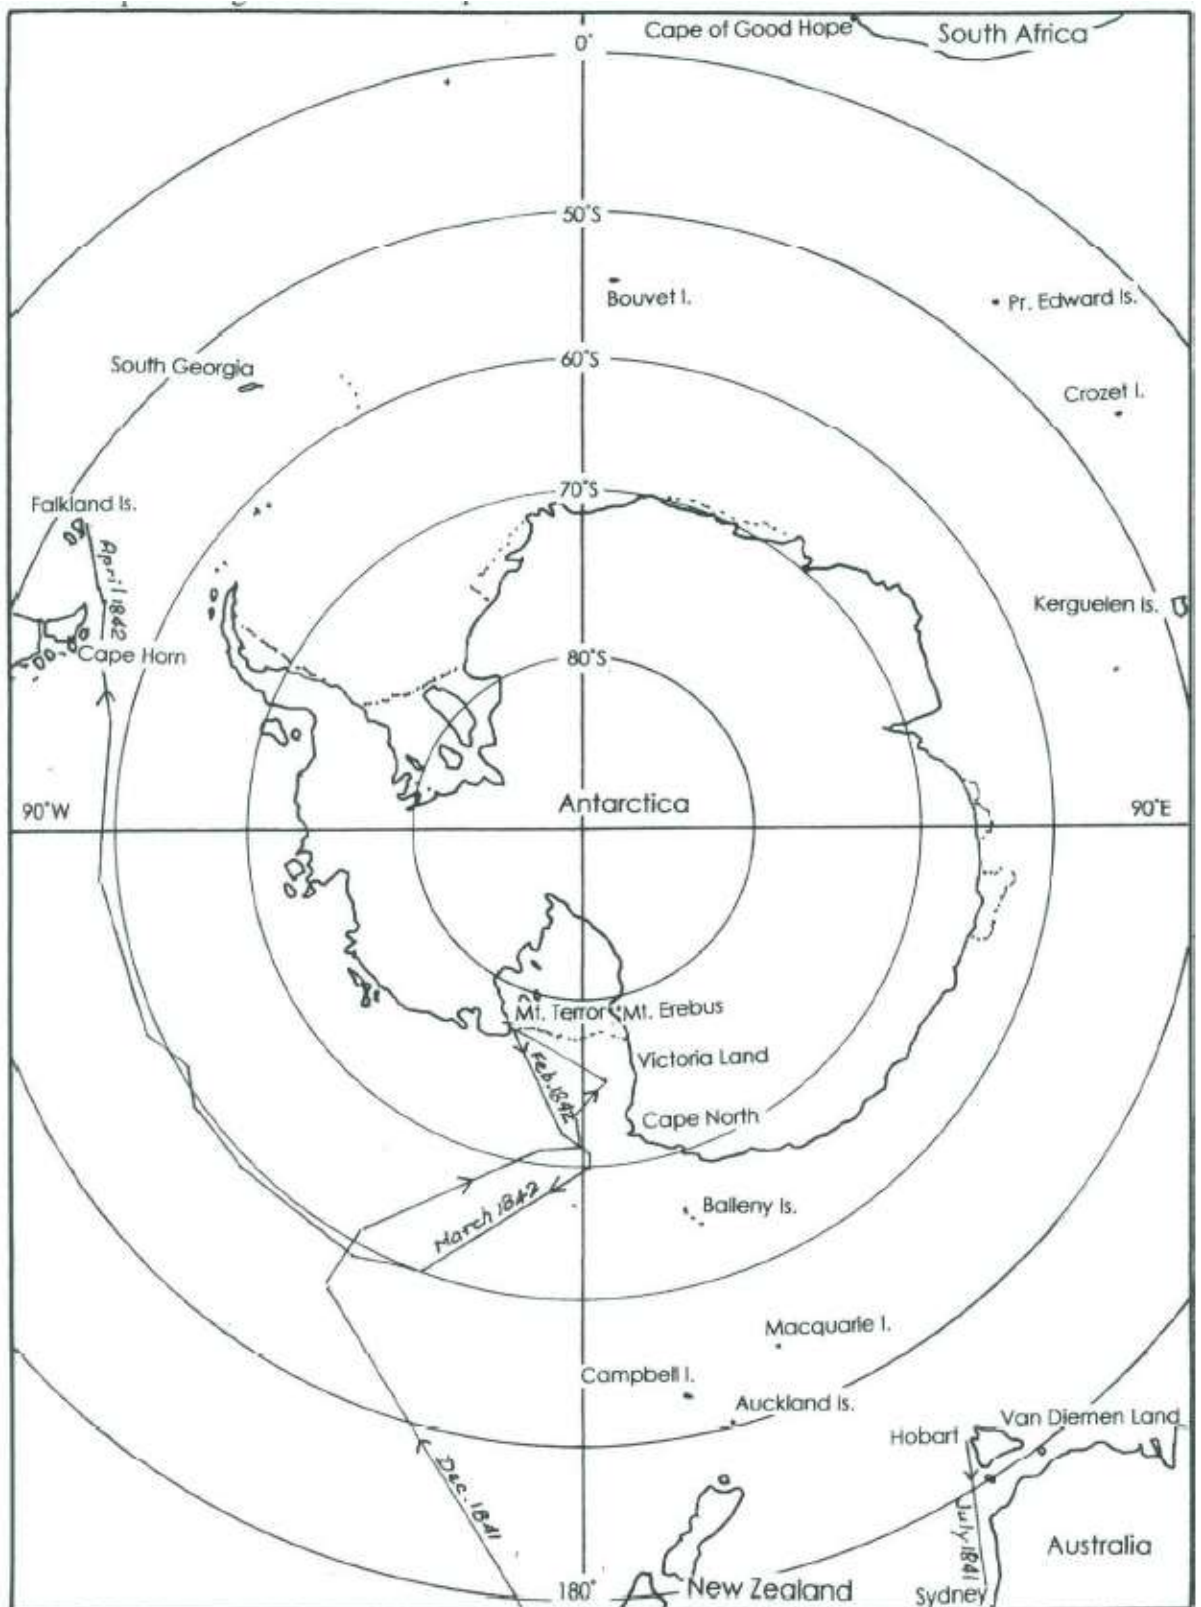 Cape of Good Hope
South Africa
0°
50°S
Bouvet I.
Pr. Edward Is.
60°S
South Georgia
Crozet I.
70°S
Falkland Is.
April 1842
Kerguelen Is.
Cape Horn
80°S
90°W
Antarctica
90°E
Mt. Terror
Mt. Erebus
Feb. 1842
Victoria Land
Cape North
March 1842
Balleny Is.
Macquarie I.
Campbell I.
Auckland Is.
Van Diemen Land
Hobart
Dec. 1841
July 1841
Australia
180°
New Zealand
Sydney